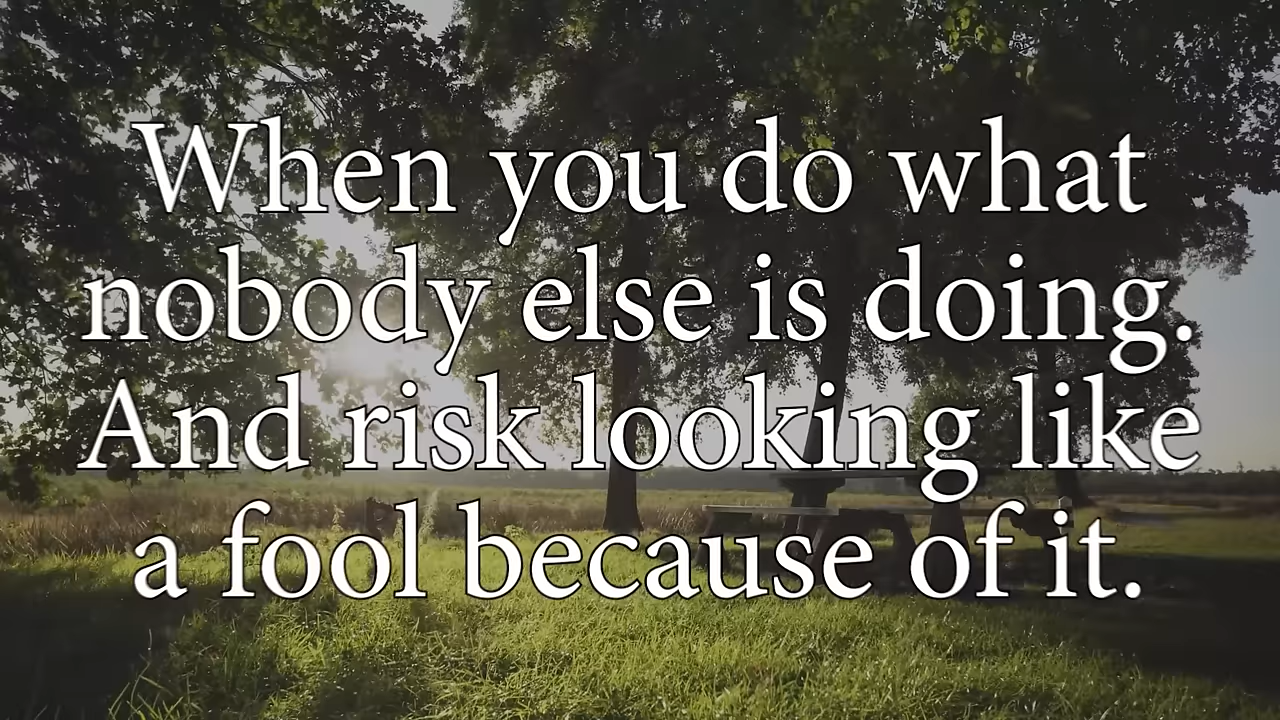 When you do what
nobody else is doing.
And risk looking like
a fool because of it.